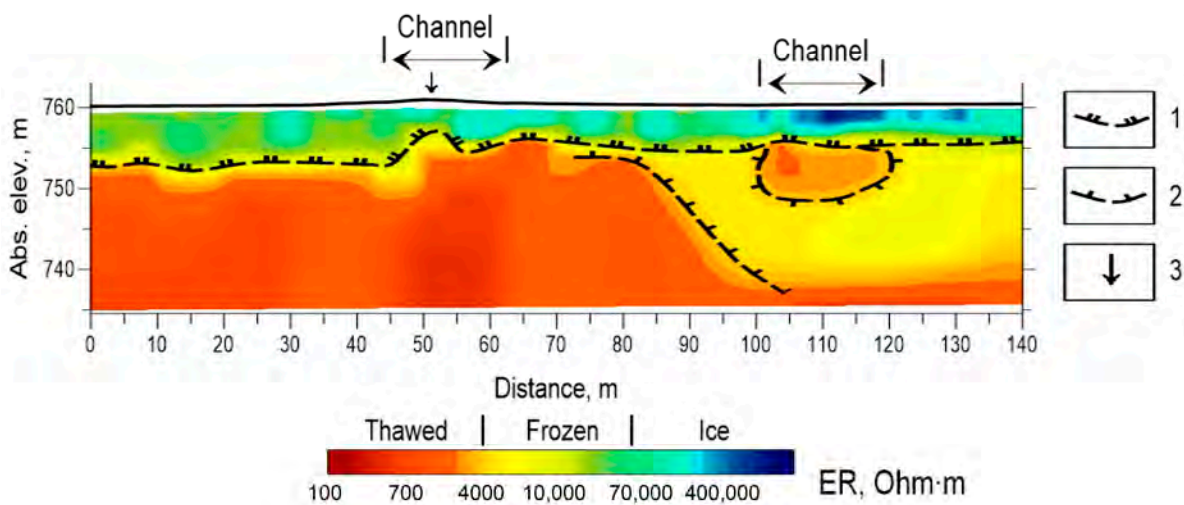 Channel
Channel
760
750
740
Abs. elev., m
0 10 20 30 40 50 60 70 80 90 100 110 120 130 140
Distance, m
1
2
3
Thawed | Frozen | Ice
100 700 4000 10,000 70,000 400,000
ER, Ohm·m